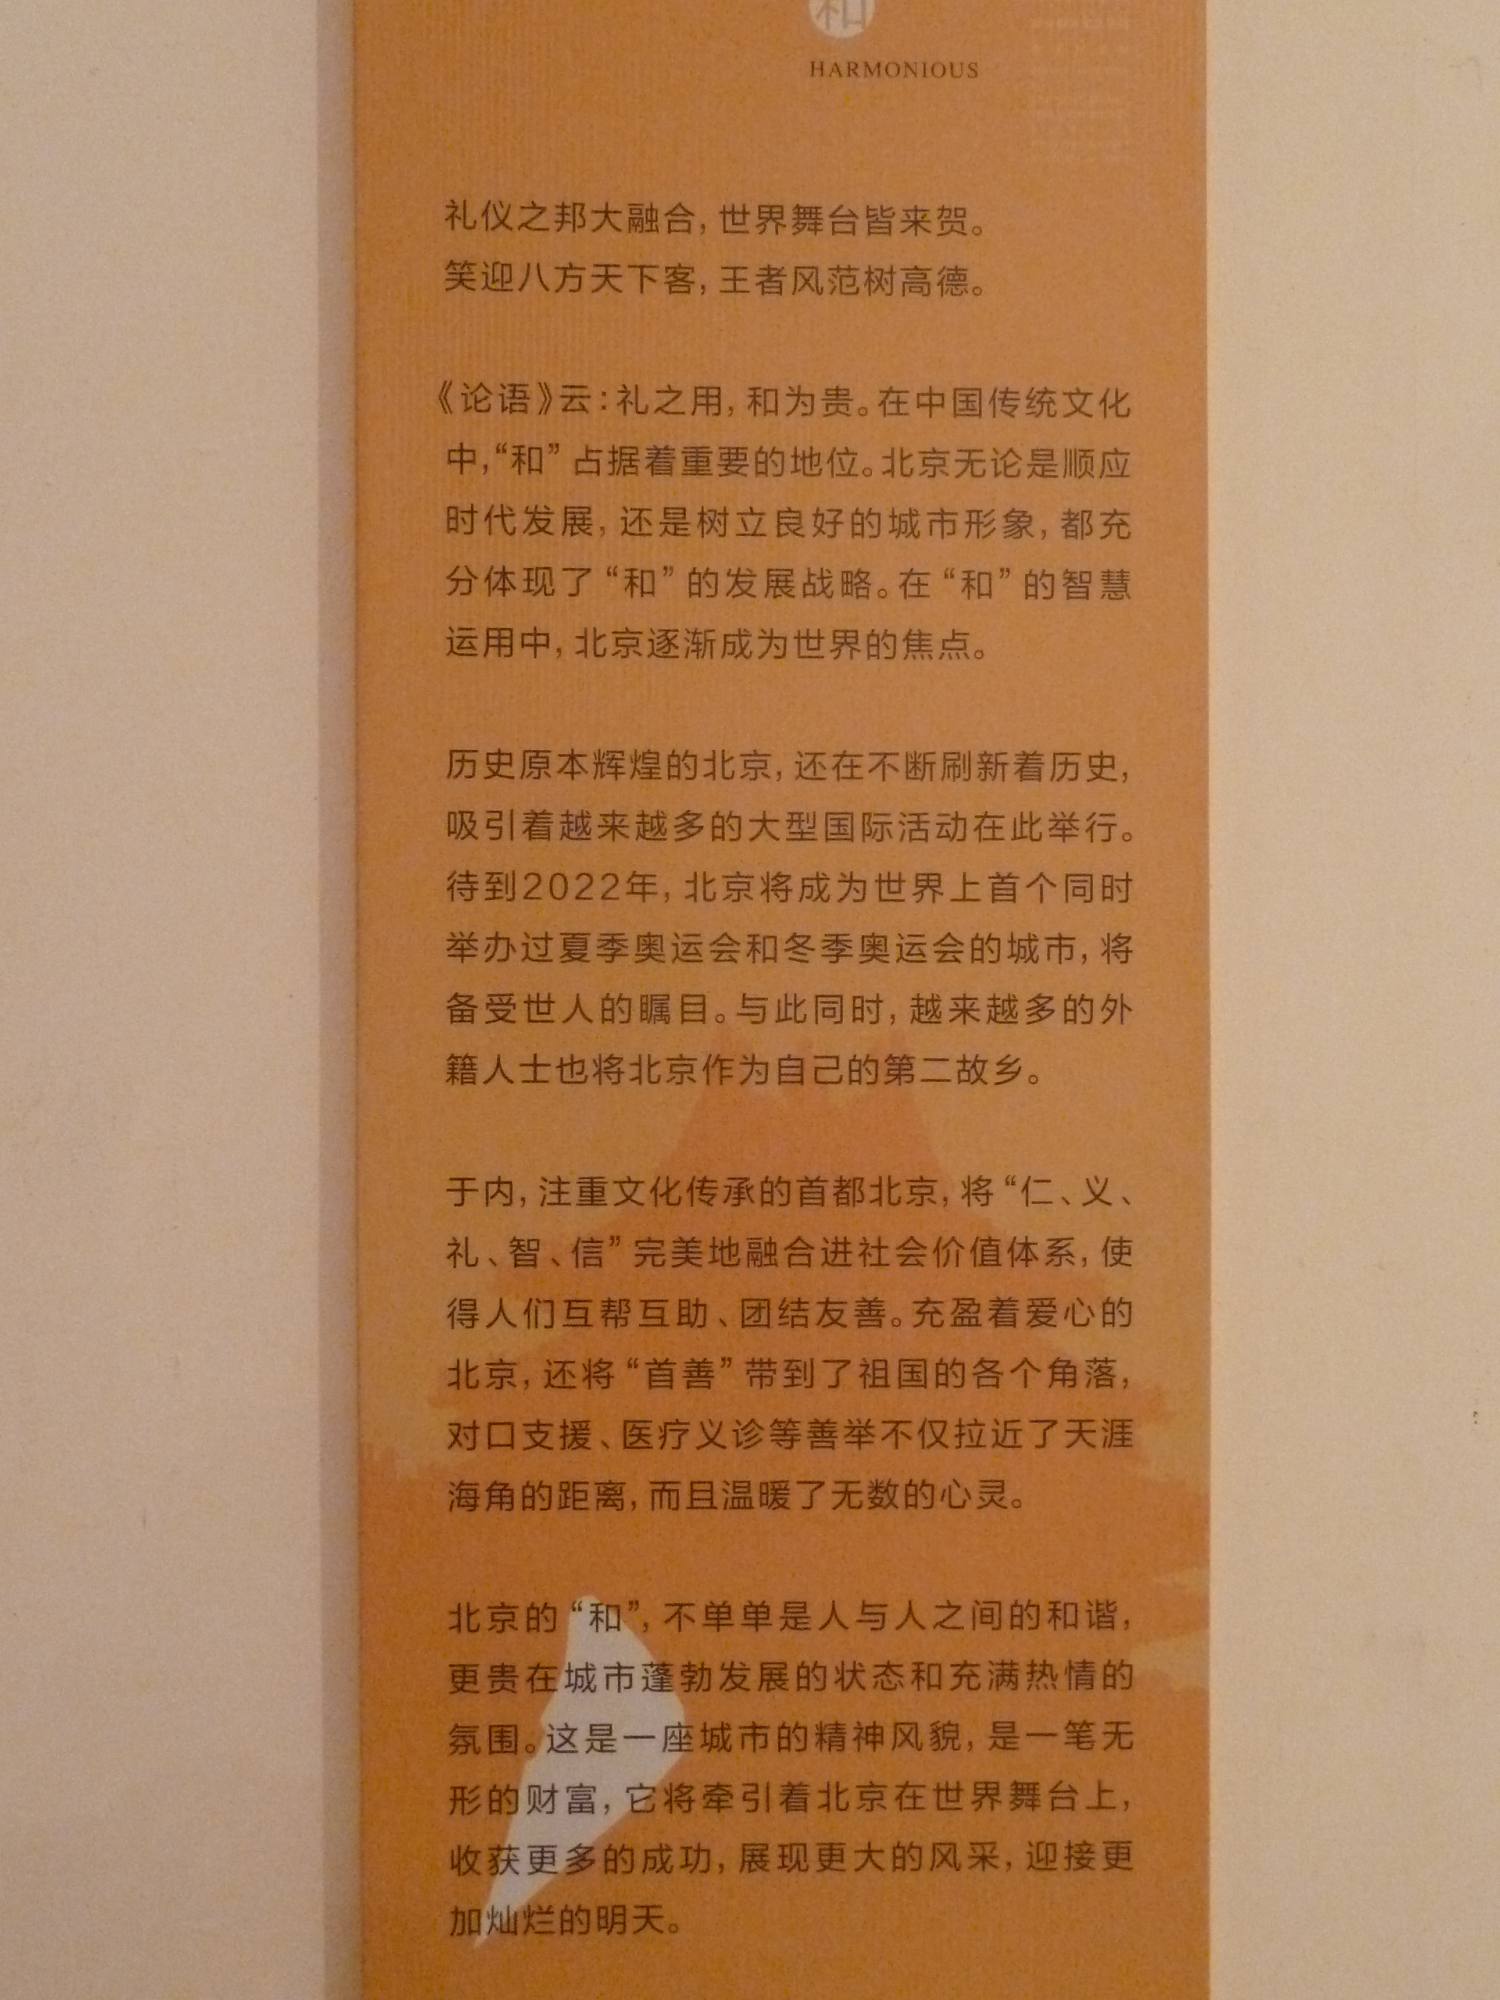 和
HARMONIOUS
礼仪之邦大融合，世界舞台皆来贺。
笑迎八方天下客，王者风范树高德。
《论语》云：礼之用，和为贵。在中国传统文化
中，“和”占据着重要的地位。北京无论是顺应
时代发展，还是树立良好的城市形象，都充
分体现了“和”的发展战略。在“和”的智慧
运用中，北京逐渐成为世界的焦点。
历史原本辉煌的北京，还在不断刷新着历史，
吸引着越来越多的大型国际活动在此举行。
待到2022年，北京将成为世界上首个同时
举办过夏季奥运会和冬季奥运会的城市，将
备受世人的瞩目。与此同时，越来越多的外
籍人士也将北京作为自己的第二故乡。
于内，注重文化传承的首都北京，将“仁、义、
礼、智、信”完美地融合进社会价值体系，使
得人们互帮互助、团结友善。充盈着爱心的
北京，还将“首善”带到了祖国的各个角落，
对口支援、医疗义诊等善举不仅拉近了天涯
海角的距离，而且温暖了无数的心灵。
北京的“和”，不单单是人与人之间的和谐，
更贵在城市蓬勃发展的状态和充满热情的
氛围。这是一座城市的精神风貌，是一笔无
形的财富，它将牵引着北京在世界舞台上，
收获更多的成功，展现更大的风采，迎接更
加灿烂的明天。